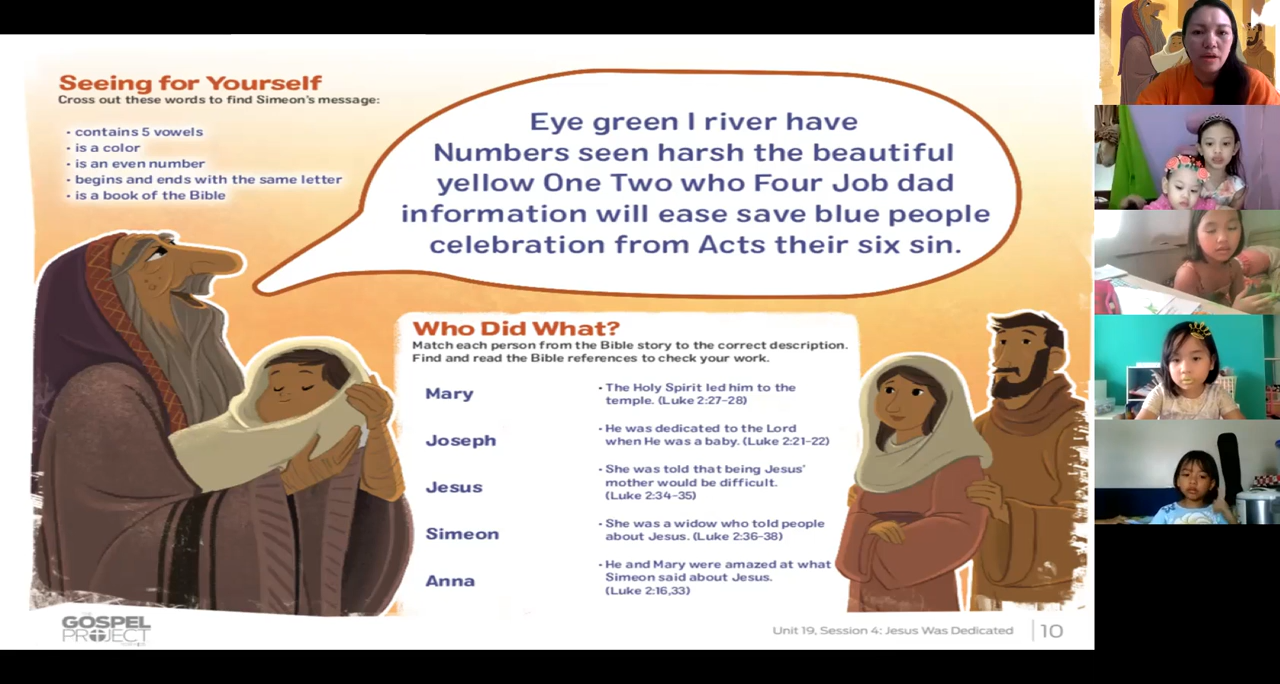 Seeing for Yourself
Cross out these words to find Simeon's message:
• contains 5 vowels
• is a color
• is an even number
• begins and ends with the same letter
• is a book of the Bible
Eye green I river have
Numbers seen harsh the beautiful
yellow One Two who Four Job dad
information will ease save blue people
celebration from Acts their six sin.
Who Did What?
Match each person from the Bible story to the correct description.
Find and read the Bible references to check your work.
Mary
Joseph
Jesus
Simeon
Anna
• The Holy Spirit led him to the
temple. (Luke 2:27-28)
• He was dedicated to the Lord
when He was a baby. (Luke 2:21-22)
• She was told that being Jesus'
mother would be difficult.
(Luke 2:34-35)
• She was a widow who told people
about Jesus. (Luke 2:36-38)
• He and Mary were amazed at what
Simeon said about Jesus.
(Luke 2:16,33)
THE
GOSPEL
PROJECT
Unit 19, Session 4: Jesus Was Dedicated
10